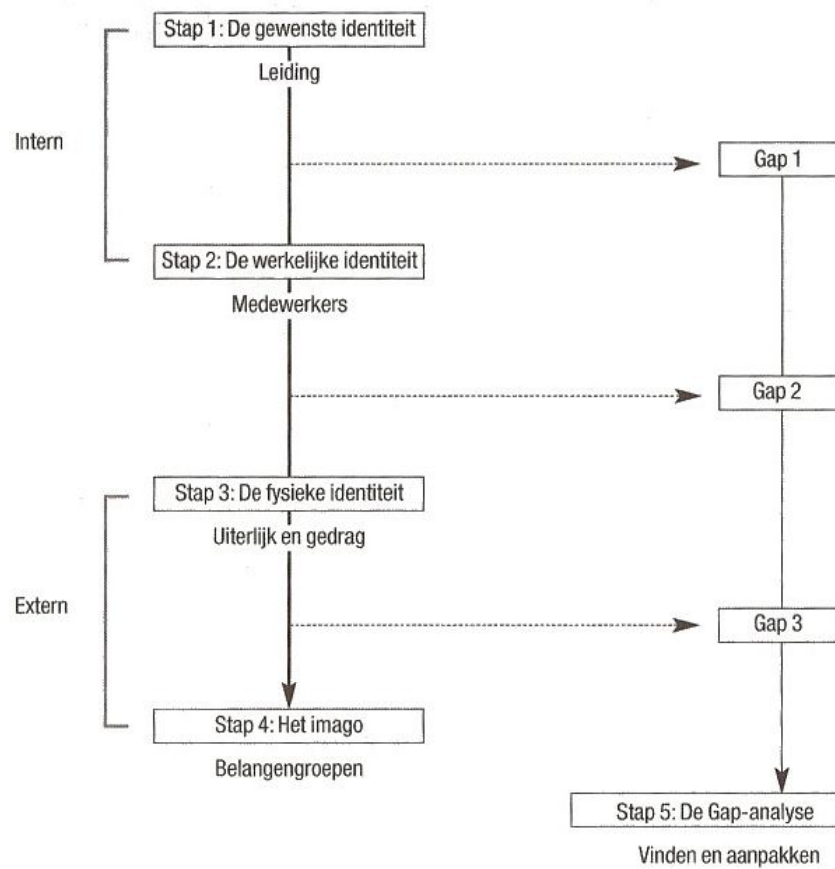 Stap 1: De gewenste identiteit
Leiding
Intern
Gap 1
Stap 2: De werkelijke identiteit
Medewerkers
Gap 2
Stap 3: De fysieke identiteit
Uiterlijk en gedrag
Extern
Gap 3
Stap 4: Het imago
Belangengroepen
Stap 5: De Gap-analyse
Vinden en aanpakken